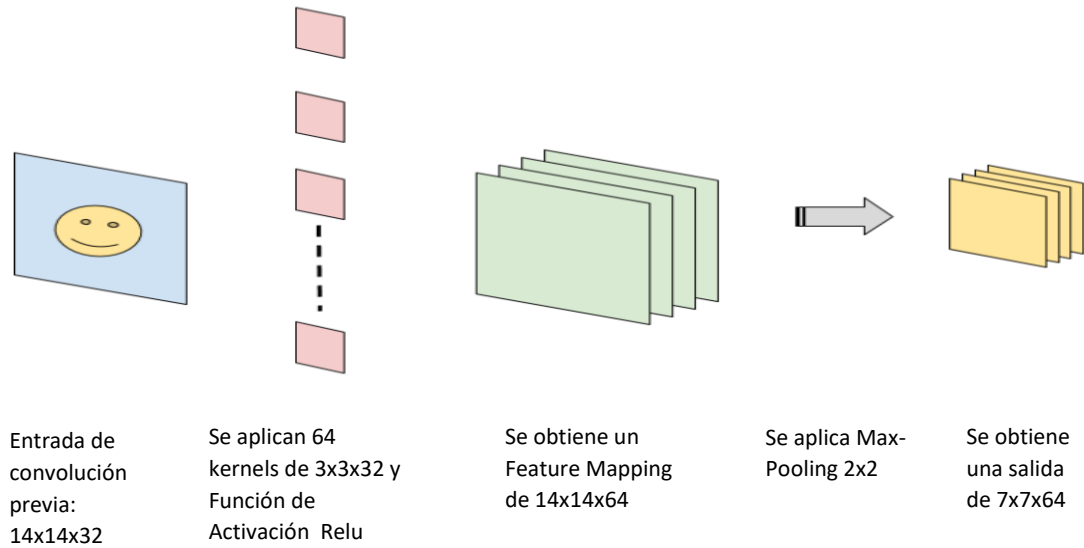 Entrada de
convolución
previa:
14x14x32
Se aplican 64
kernels de 3x3x32 y
Función de
Activación Relu
Se obtiene un
Feature Mapping
de 14x14x64
Se aplica Max-
Pooling 2x2
Se obtiene
una salida
de 7x7x64